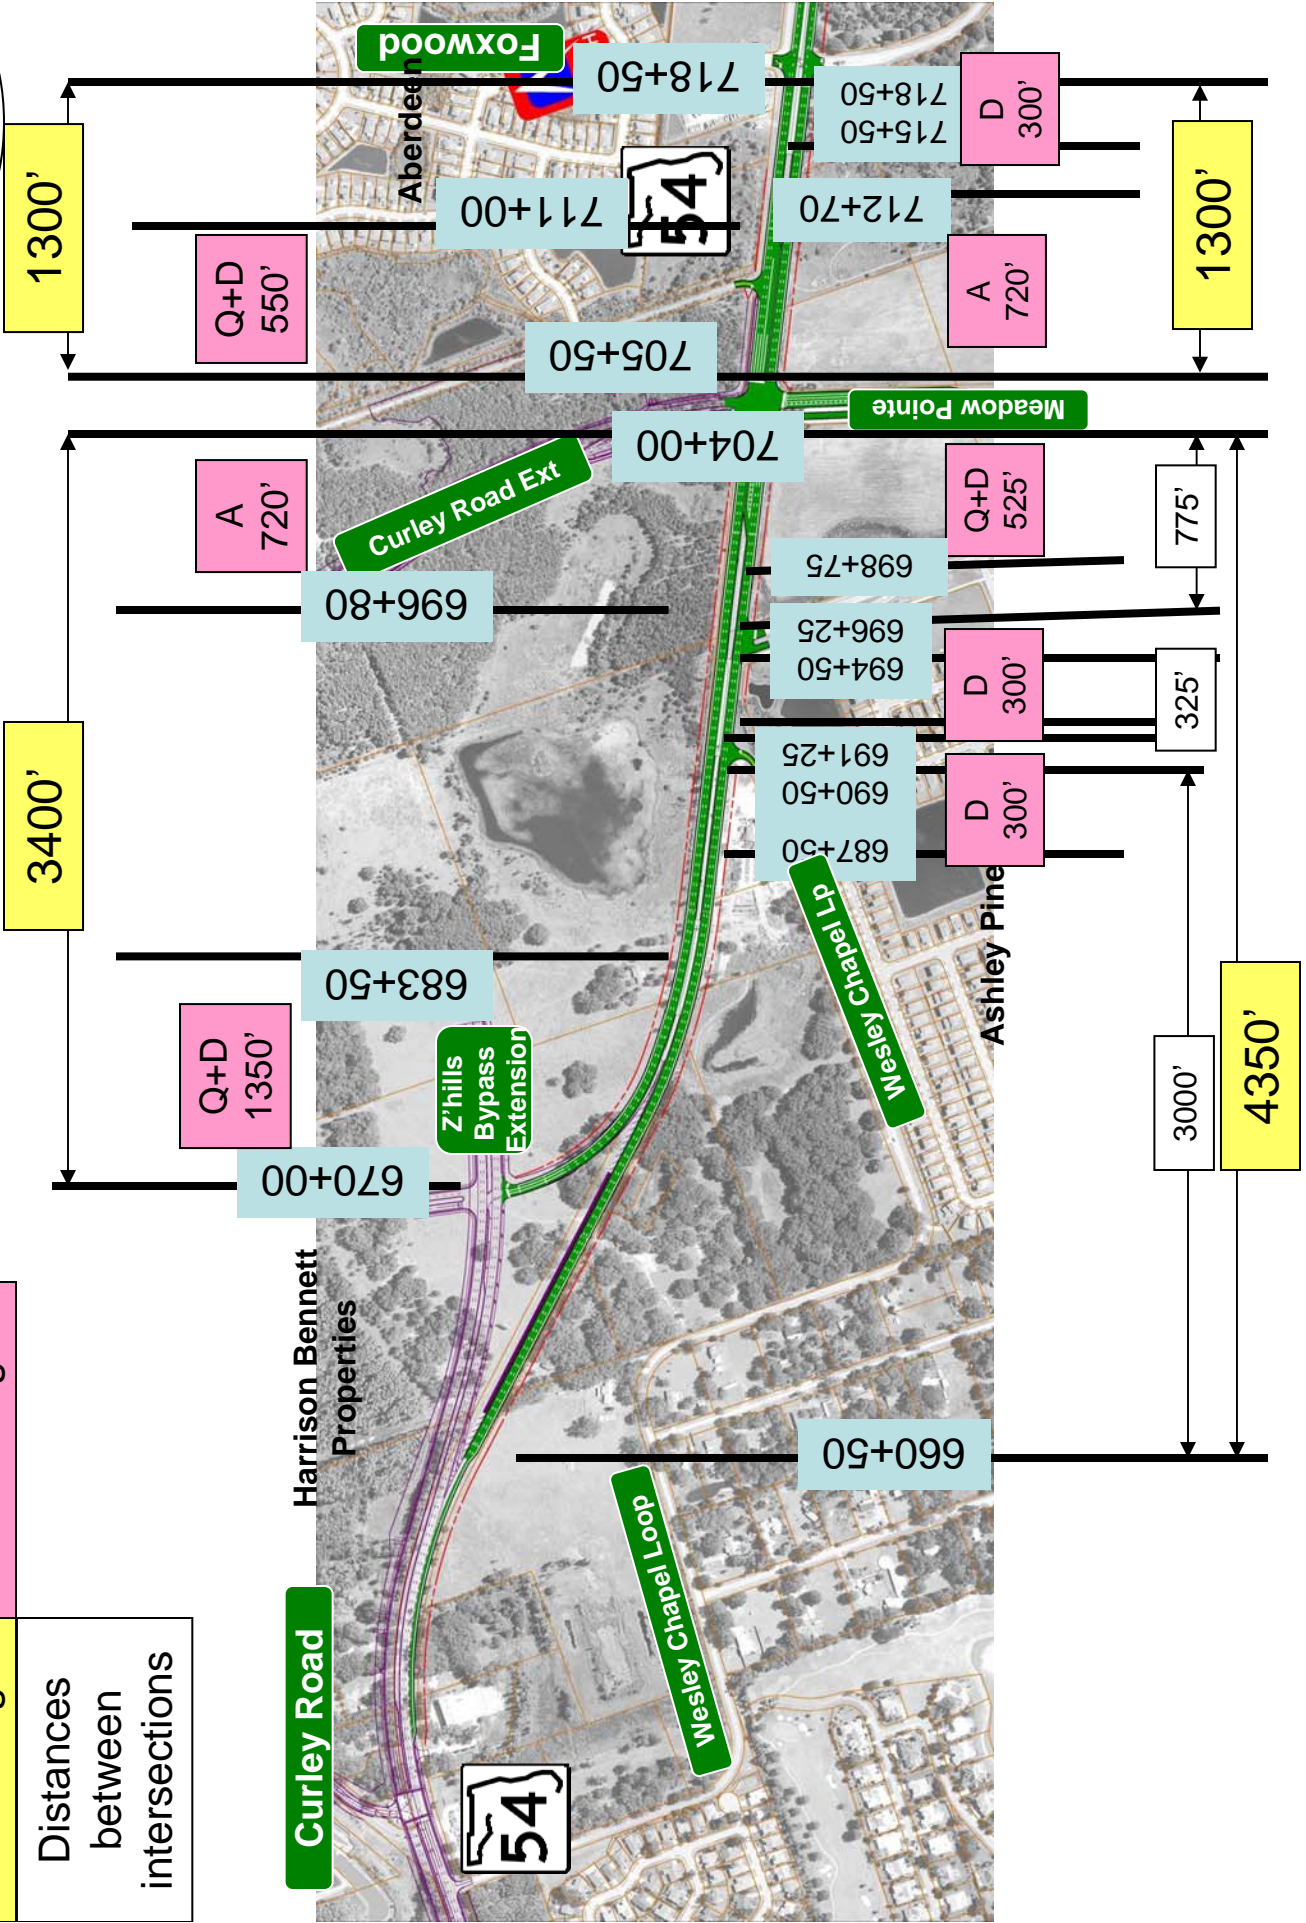 Foxwood
Aberdeen
718+50
718+50
715+50
D
300’
1300’
711+00
54
712+70
Q+D
550’
A
720’
1300’
705+50
Meadow Pointe
704+00
Curley Road Ext
A
720’
Q+D
525’
775’
698+75
696+80
696+25
694+50
D
300’
325’
691+25
690+50
687+50
D
300’
3400’
Wesley Chapel Lp
Ashley Pine
683+50
Q+D
1350’
Z’hills
Bypass
Extension
3000’
4350’
670+00
Harrison Bennett
Properties
660+50
Wesley Chapel Loop
Curley Road
54
Distances
between
intersections